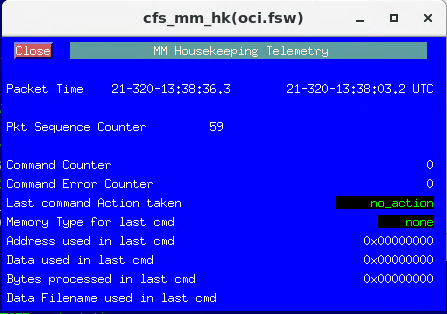 cfs_mm_hk(oci.fsw)
Close MM Housekeeping Telemetry
Packet Time 21-320-13:38:36.3 21-320-13:38:03.2 UTC
Pkt Sequence Counter 59
Command Counter 0
Command Error Counter 0
Last command Action taken no_action
Memory Type for last cmd none
Address used in last cmd 0x00000000
Data used in last cmd 0x00000000
Bytes processed in last cmd 0x00000000
Data Filename used in last cmd